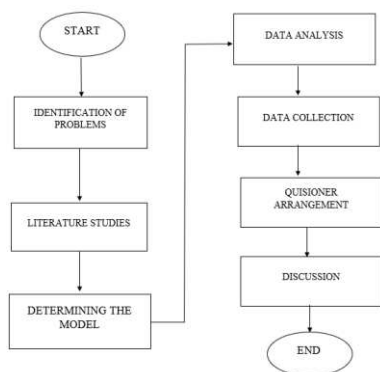 START
IDENTIFICATION OF
PROBLEMS
LITERATURE STUDIES
DETERMINING THE
MODEL
DATA ANALYSIS
DATA COLLECTION
QUISIONER
ARRANGEMENT
DISCUSSION
END